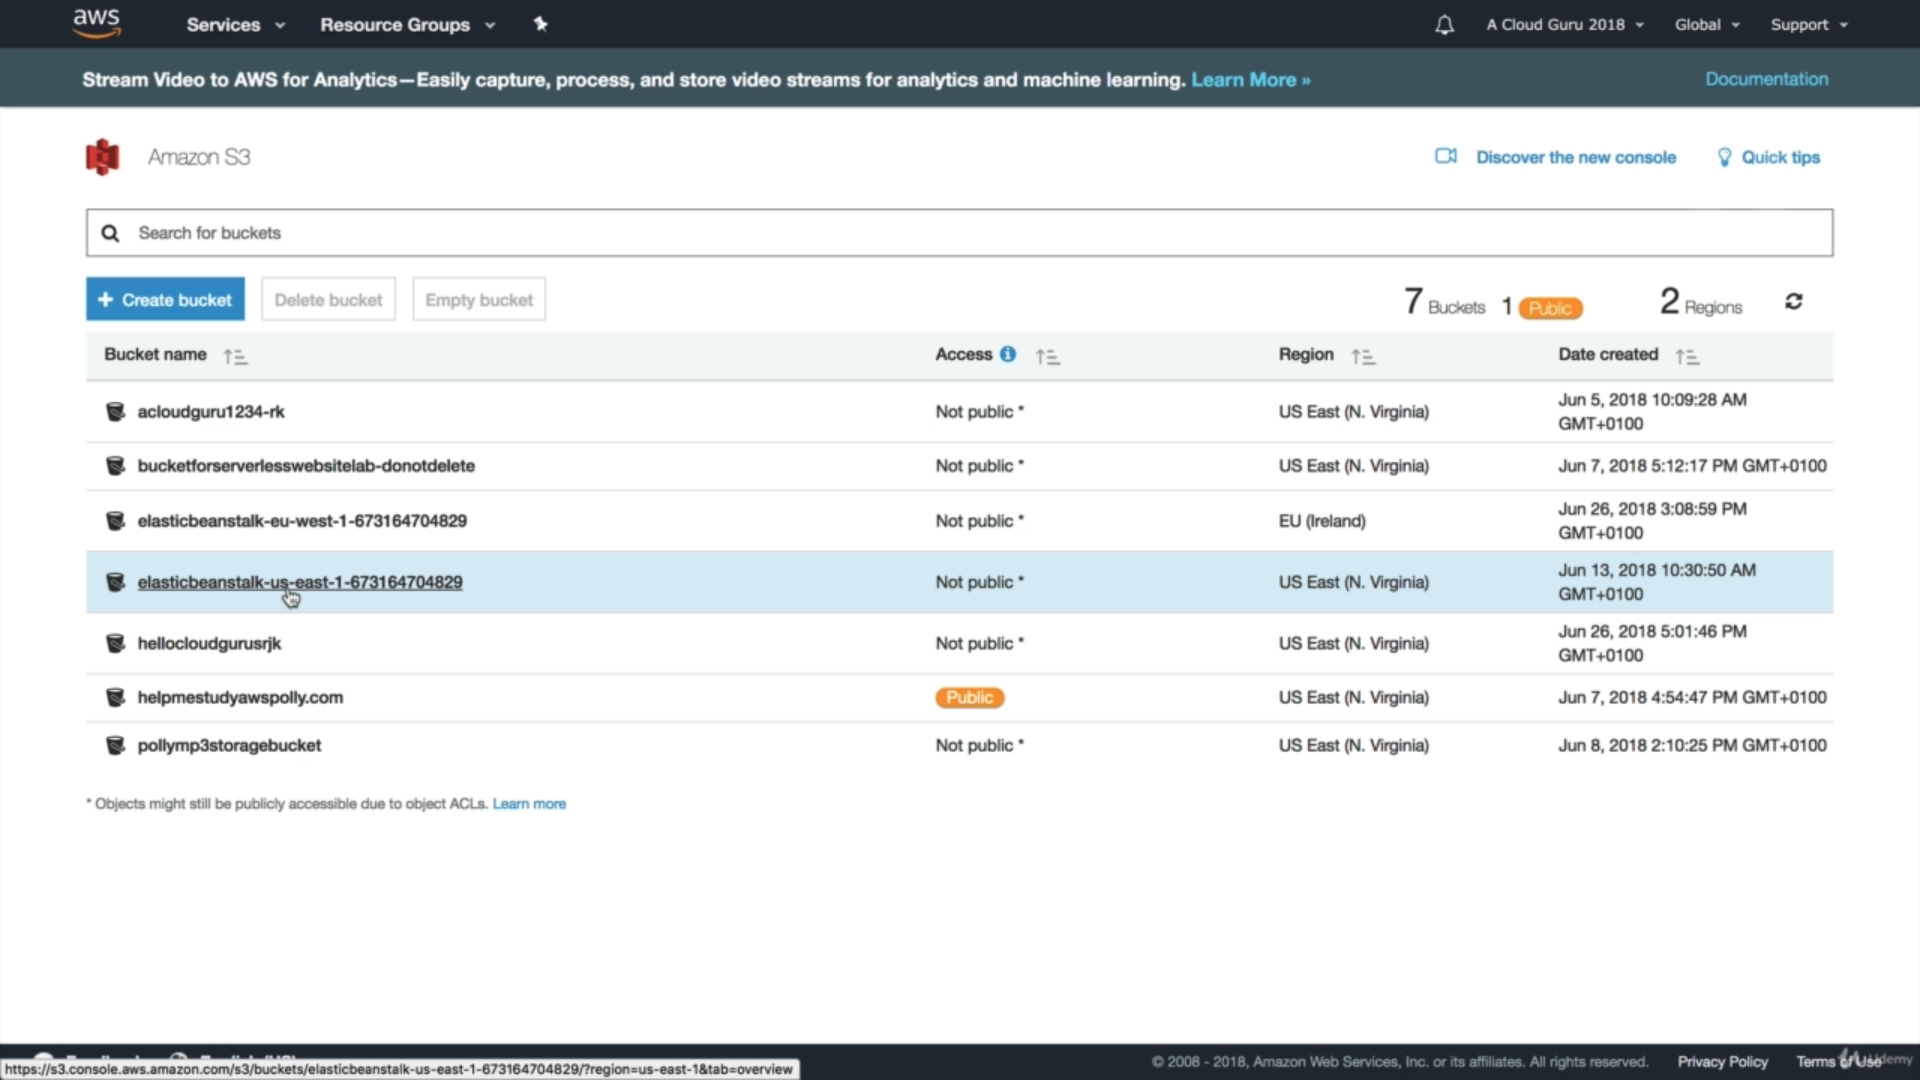 aws Services Resource Groups A Cloud Guru 2018 Global Support
Stream Video to AWS for Analytics—Easily capture, process, and store video streams for analytics and machine learning. Learn More » Documentation
Amazon S3 Discover the new console Quick tips
Search for buckets
+ Create bucket Delete bucket Empty bucket 7 Buckets 1 Public 2 Regions
Bucket name Access Region Date created
acloudguru1234-rk Not public * US East (N. Virginia) Jun 5, 2018 10:09:28 AM
GMT+0100
bucketforserverlesswebsitelab-donotdelete Not public * US East (N. Virginia) Jun 7, 2018 5:12:17 PM GMT+0100
elasticbeanstalk-eu-west-1-673164704829 Not public * EU (Ireland) Jun 26, 2018 3:08:59 PM
GMT+0100
elasticbeanstalk-us-east-1-673164704829 Not public * US East (N. Virginia) Jun 13, 2018 10:30:50 AM
GMT+0100
hellocloudgurusrjk Not public * US East (N. Virginia) Jun 26, 2018 5:01:46 PM
GMT+0100
helpmestudyawspolly.com Public US East (N. Virginia) Jun 7, 2018 4:54:47 PM GMT+0100
pollymp3storagebucket Not public * US East (N. Virginia) Jun 8, 2018 2:10:25 PM GMT+0100
* Objects might still be publicly accessible due to object ACLs. Learn more
© 2008 - 2018, Amazon Web Services, Inc. or its affiliates. All rights reserved. Privacy Policy Terms of Use
https://s3.console.aws.amazon.com/s3/buckets/elasticbeanstalk-us-east-1-673164704829/?region=us-east-1&tab=overview